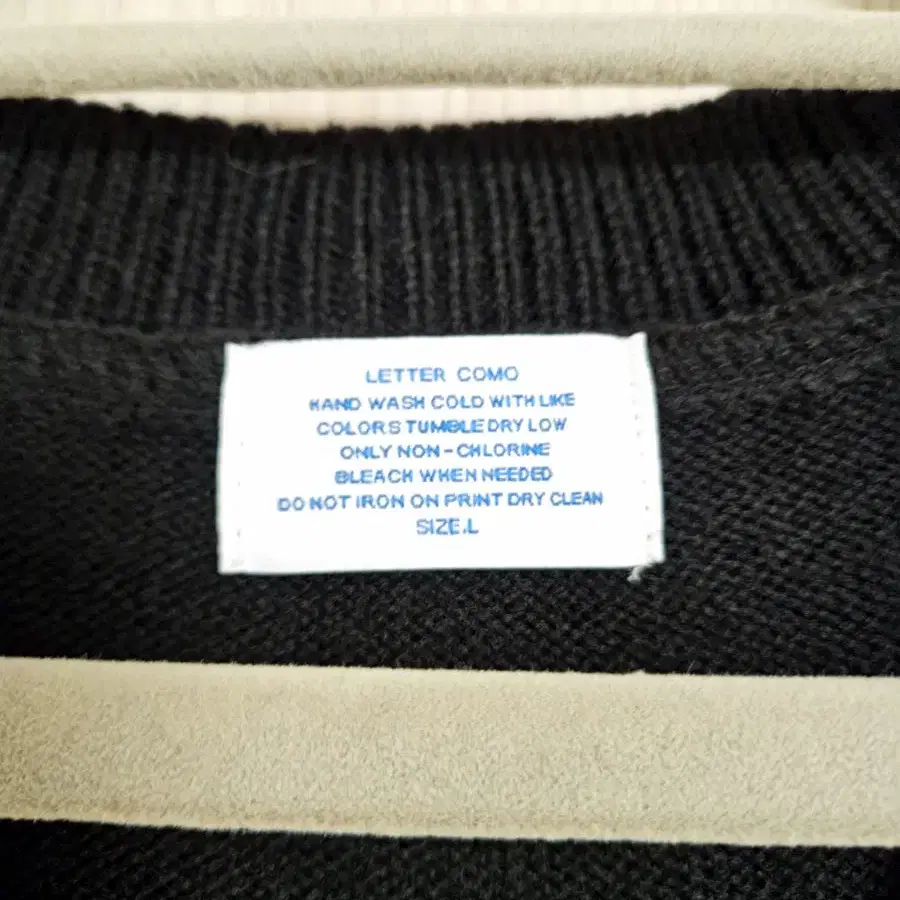 LETTER COMO
HAND WASH COLD WITH LIKE
COLORS TUMBLE DRY LOW
ONLY NON-CHLORINE
BLEACH WHEN NEEDED
DO NOT IRON ON PRINT DRY CLEAN
SIZE.L